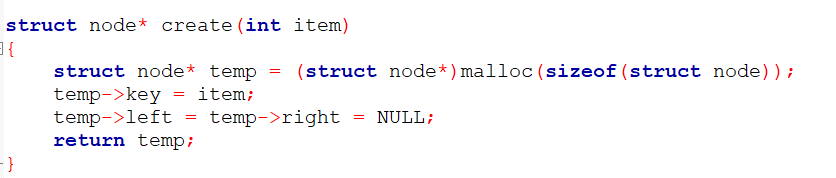 struct node* create(int item)
{
    struct node* temp = (struct node*)malloc(sizeof(struct node));
    temp->key = item;
    temp->left = temp->right = NULL;
    return temp;
}